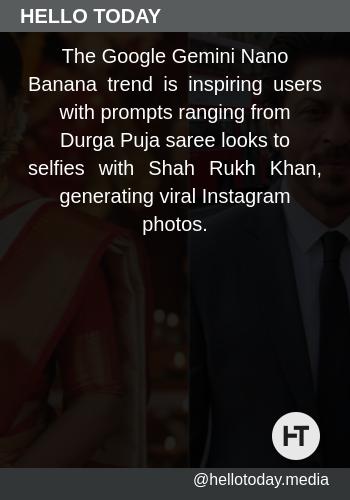 HELLO TODAY
The Google Gemini Nano
Banana trend is inspiring users
with prompts ranging from
Durga Puja saree looks to
selfies with Shah Rukh Khan,
generating viral Instagram
photos.
HT
@hellotoday.media